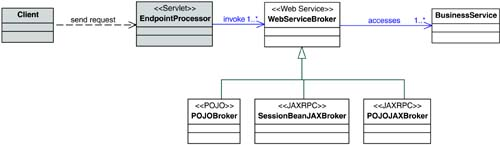 Client
send request
<<Servlet>>
EndpointProcessor
invoke 1..*
<<Web Service>>
WebServiceBroker
accesses
1..*
BusinessService
<<POJO>>
POJOBroker
<<JAXRPC>>
SessionBeanJAXBroker
<<JAXRPC>>
POJOJAXBroker